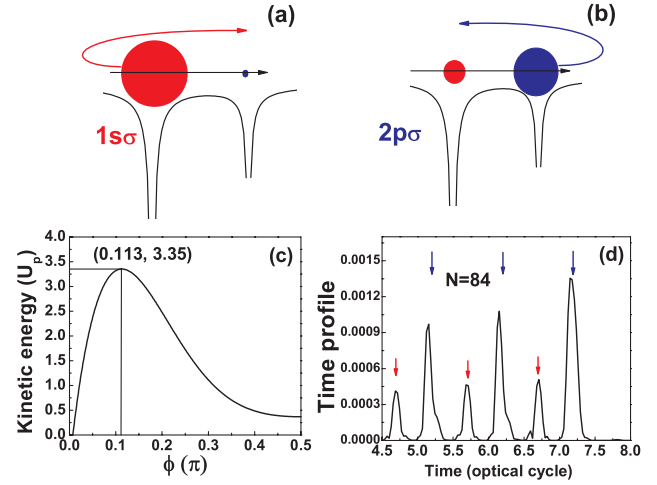 (a)
(b)
1sσ
2pσ
(c)
(0.113, 3.35)
Kinetic energy (Uₚ)
4.0
3.5
3.0
2.5
2.0
1.5
1.0
0.5
0.0
0.0 0.1 0.2 0.3 0.4 0.5
ϕ (π)
(d)
N=84
Time profile
0.0015
0.0012
0.0009
0.0006
0.0003
0.0000
4.5 5.0 5.5 6.0 6.5 7.0 7.5 8.0
Time (optical cycle)